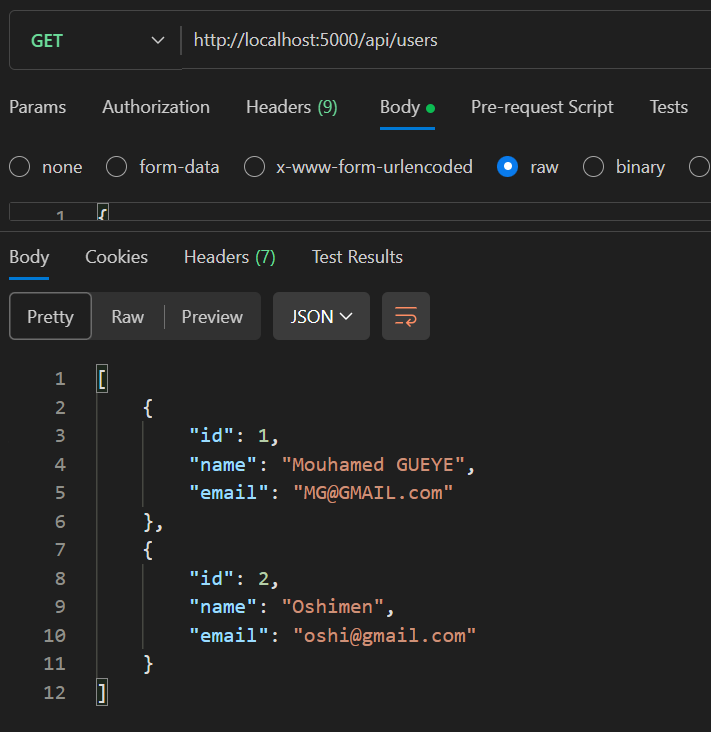 GET http://localhost:5000/api/users
Params Authorization Headers (9) Body Pre-request Script Tests
none form-data x-www-form-urlencoded raw binary
1 {
Body Cookies Headers (7) Test Results
Pretty Raw Preview JSON
1 [
2 {
3 "id": 1,
4 "name": "Mouhamed GUEYE",
5 "email": "MG@GMAIL.com"
6 },
7 {
8 "id": 2,
9 "name": "Oshimen",
10 "email": "oshi@gmail.com"
11 }
12 ]